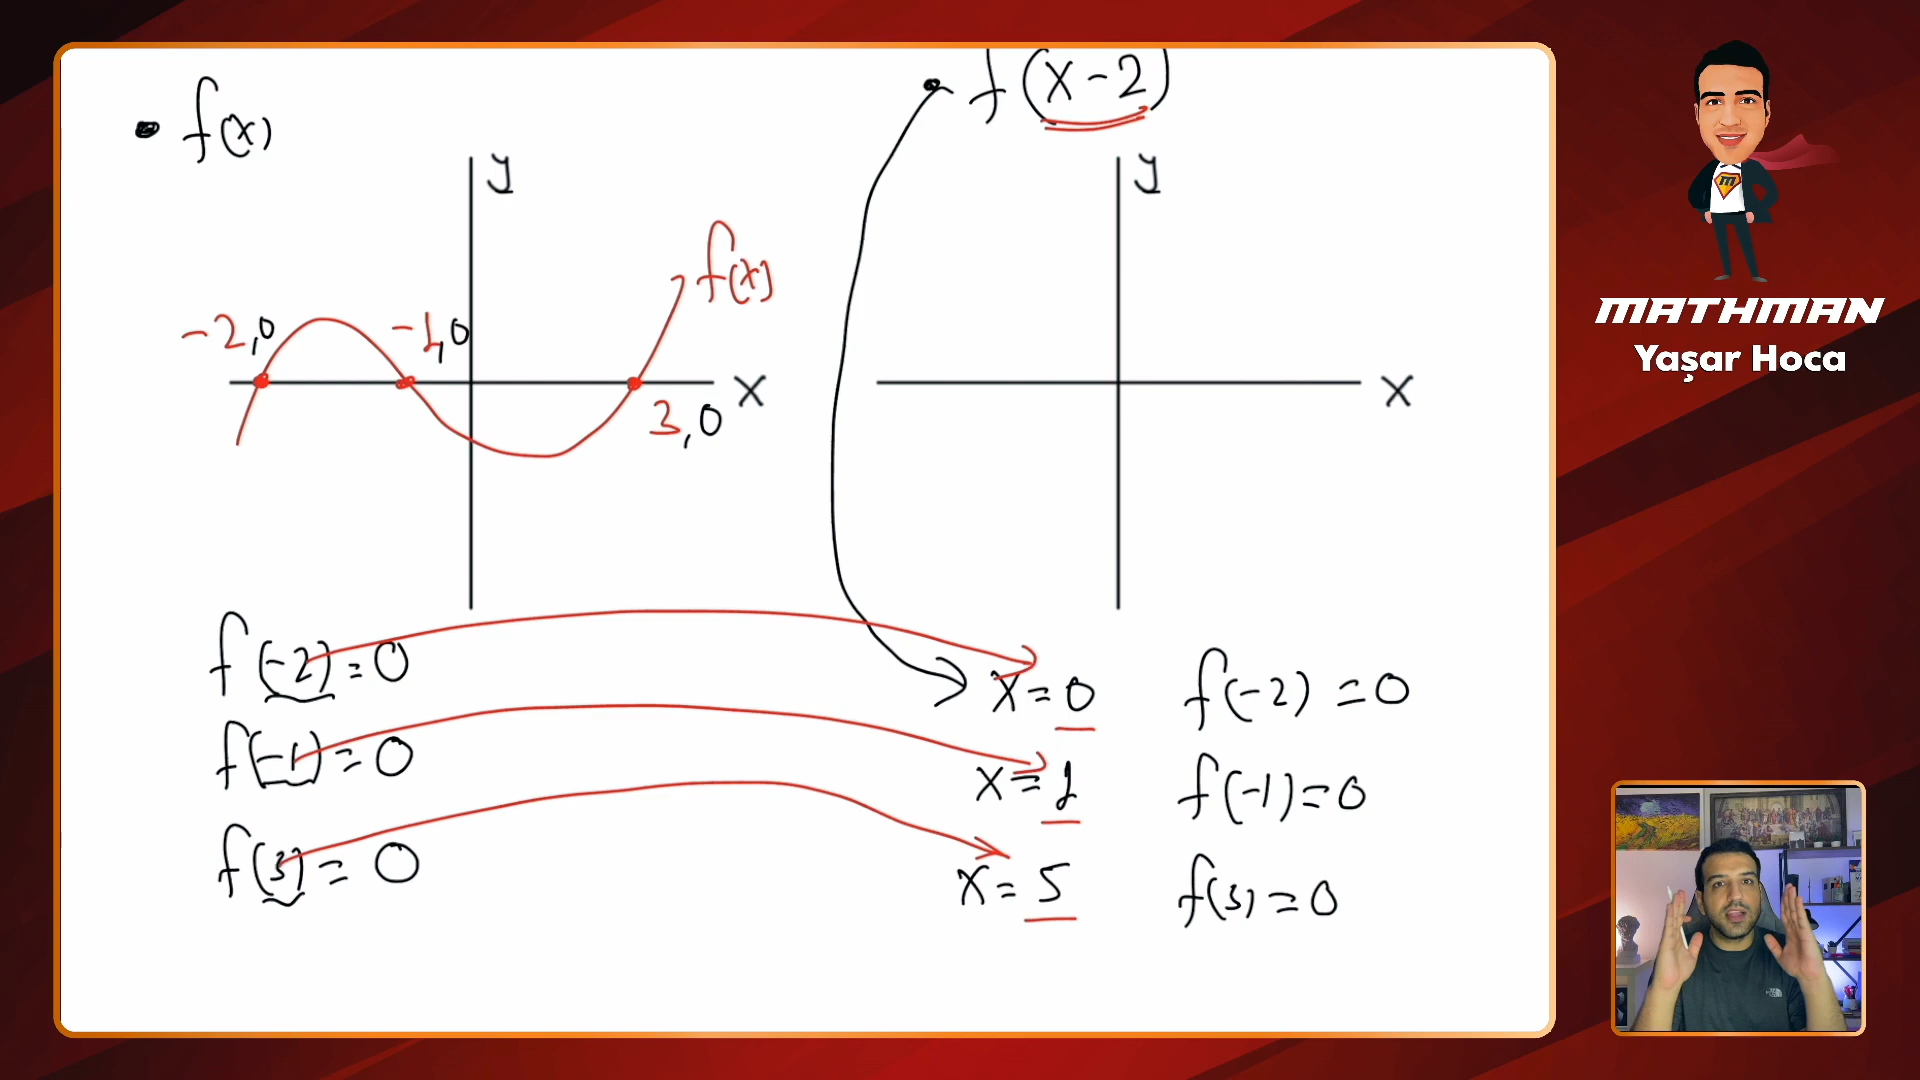 • f(x)
y
f(x)
-2,0
-1,0
x
3,0
f(-2)=0
f(-1)=0
f(3)=0
• f(x-2)
y
x
x=0 f(-2)=0
x=1 f(-1)=0
x=5 f(3)=0
M
MATHMAN
Yaşar Hoca